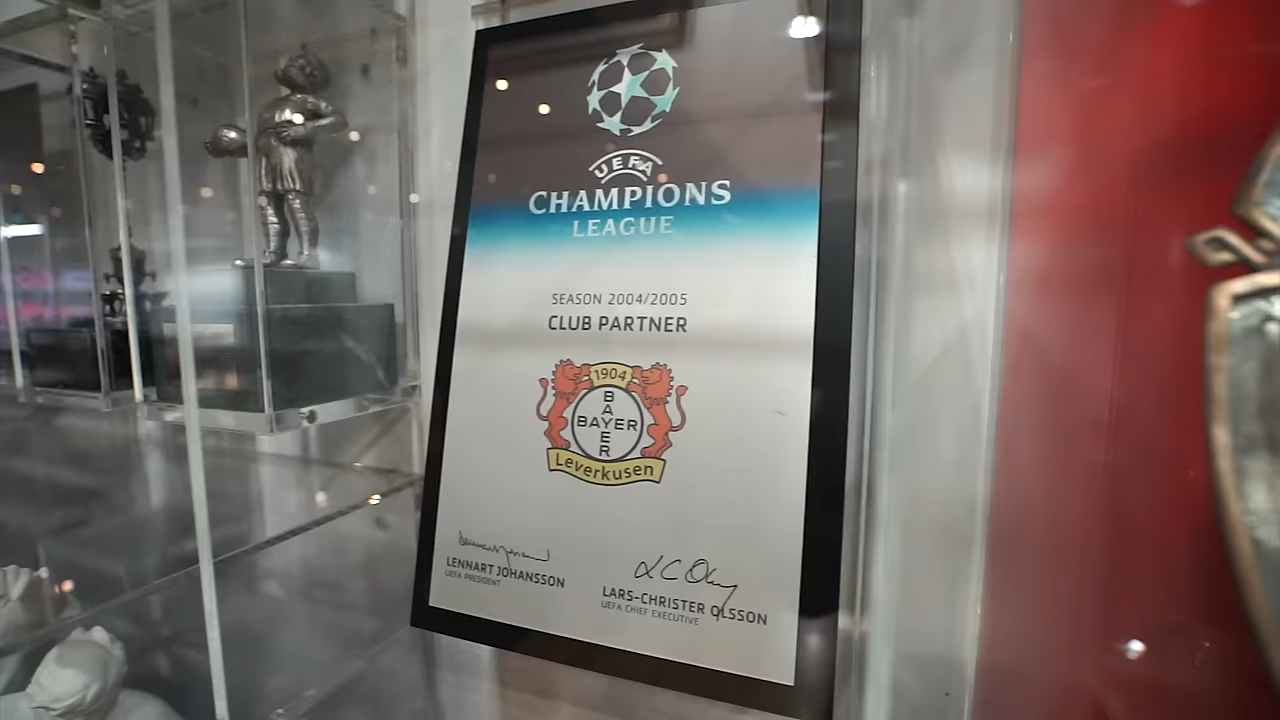 UEFA
CHAMPIONS
LEAGUE
SEASON 2004/2005
CLUB PARTNER
1904
BAYER
BAYER
Leverkusen
LENNART JOHANSSON
UEFA PRESIDENT
LARS-CHRISTER OLSSON
UEFA CHIEF EXECUTIVE